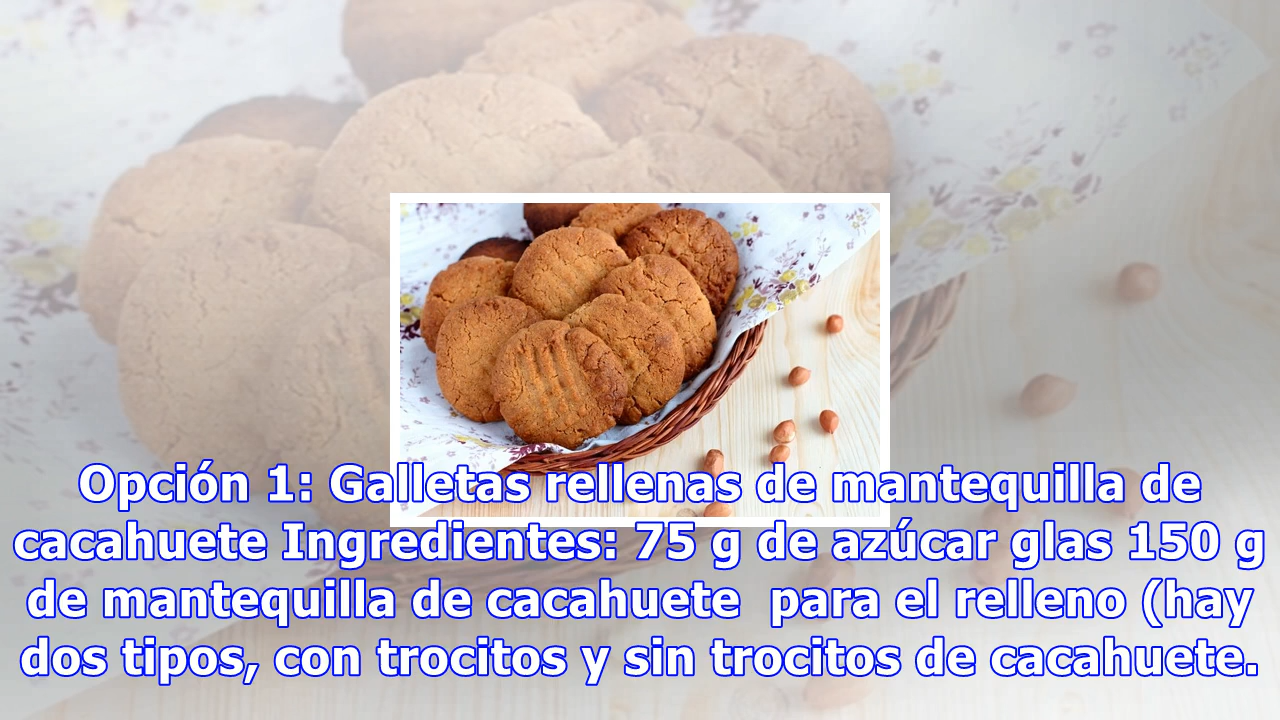 Opción 1: Galletas rellenas de mantequilla de
cacahuete Ingredientes: 75 g de azúcar glas 150 g
de mantequilla de cacahuete  para el relleno (hay
dos tipos, con trocitos y sin trocitos de cacahuete.